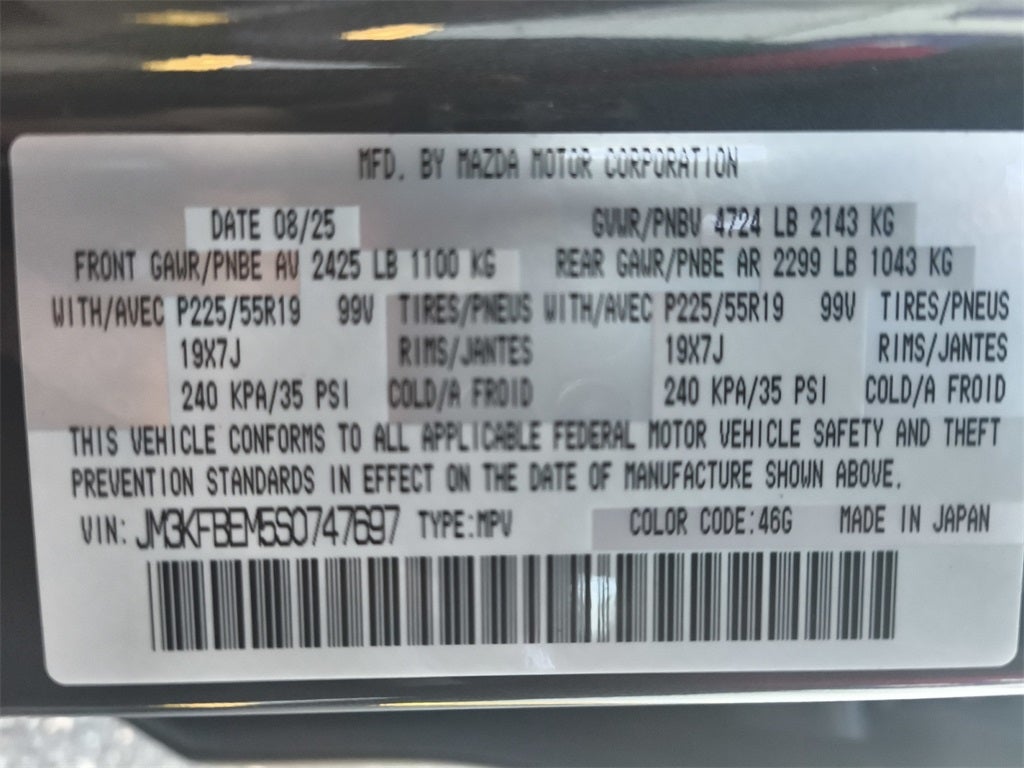 MFD. BY MAZDA MOTOR CORPORATION
DATE 08/25 GVWR/PNBV 4724 LB 2143 KG
FRONT GAWR/PNBE AV 2425 LB 1100 KG REAR GAWR/PNBE AR 2299 LB 1043 KG
WITH/AVEC P225/55R19 99V TIRES/PNEUS WITH/AVEC P225/55R19 99V TIRES/PNEUS
19X7J RIMS/JANTES 19X7J RIMS/JANTES
240 KPA/35 PSI COLD/A FROID 240 KPA/35 PSI COLD/A FROID
THIS VEHICLE CONFORMS TO ALL APPLICABLE FEDERAL MOTOR VEHICLE SAFETY AND THEFT
PREVENTION STANDARDS IN EFFECT ON THE DATE OF MANUFACTURE SHOWN ABOVE.
VIN: JM3KFBEM5S0747697 TYPE:MPV COLOR CODE:46G MADE IN JAPAN